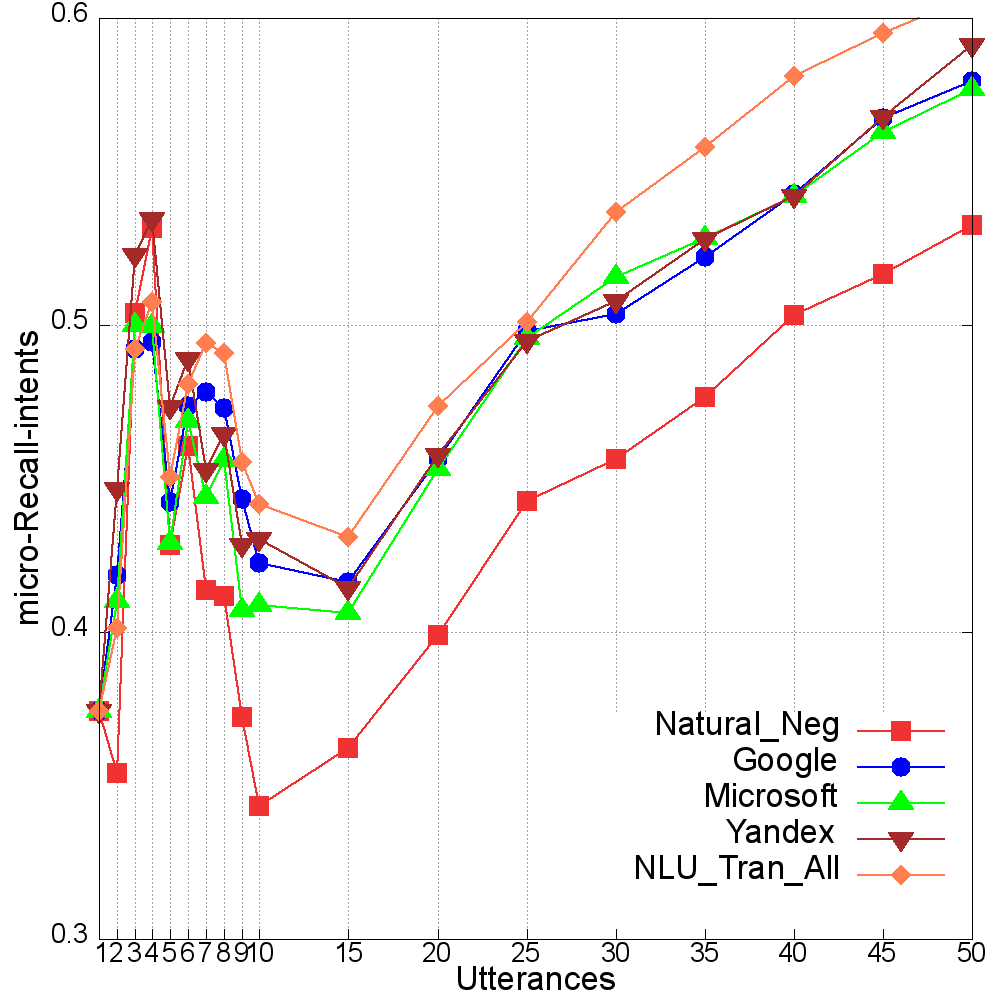 0.6
0.5
0.4
0.3
micro-Recall-intents
1 2 3 4 5 6 7 8 9 10 15 20 25 30 35 40 45 50
Utterances
Natural_Neg
Google
Microsoft
Yandex
NLU_Tran_All